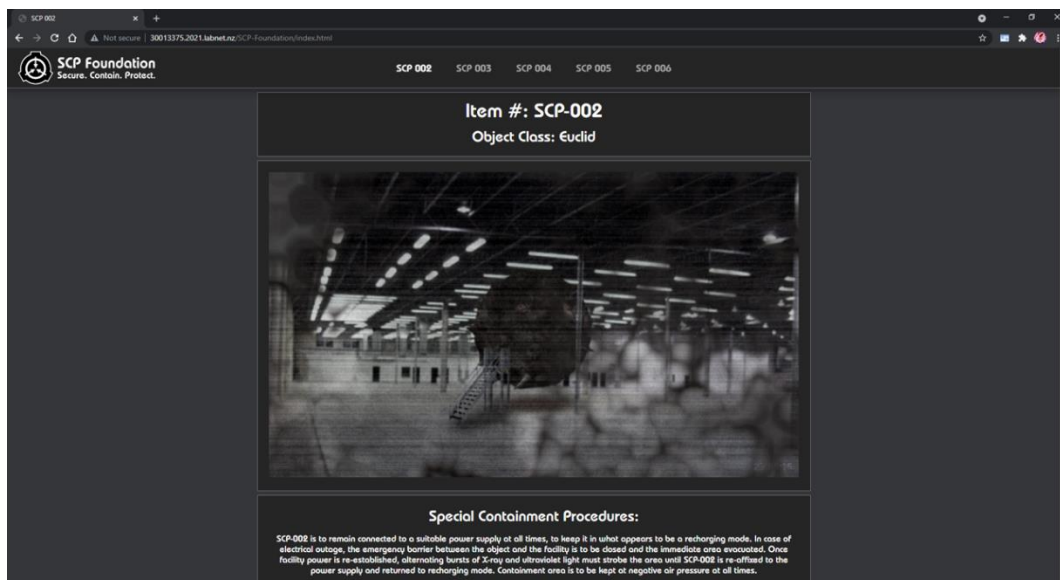 SCP 002
Not secure | 30013375.2021.labnet.nz/SCP-Foundation/index.html
SCP Foundation
Secure. Contain. Protect.
SCP 002 SCP 003 SCP 004 SCP 005 SCP 006
Item #: SCP-002
Object Class: Euclid
Special Containment Procedures:
SCP-002 is to remain connected to a suitable power supply at all times, to keep it in what appears to be a recharging mode. In case of
electrical outage, the emergency barrier between the object and the facility is to be closed and the immediate area evacuated. Once
facility power is re-established, alternating bursts of X-ray and ultraviolet light must strobe the area until SCP-002 is re-affixed to the
power supply and returned to recharging mode. Containment area is to be kept at negative air pressure at all times.